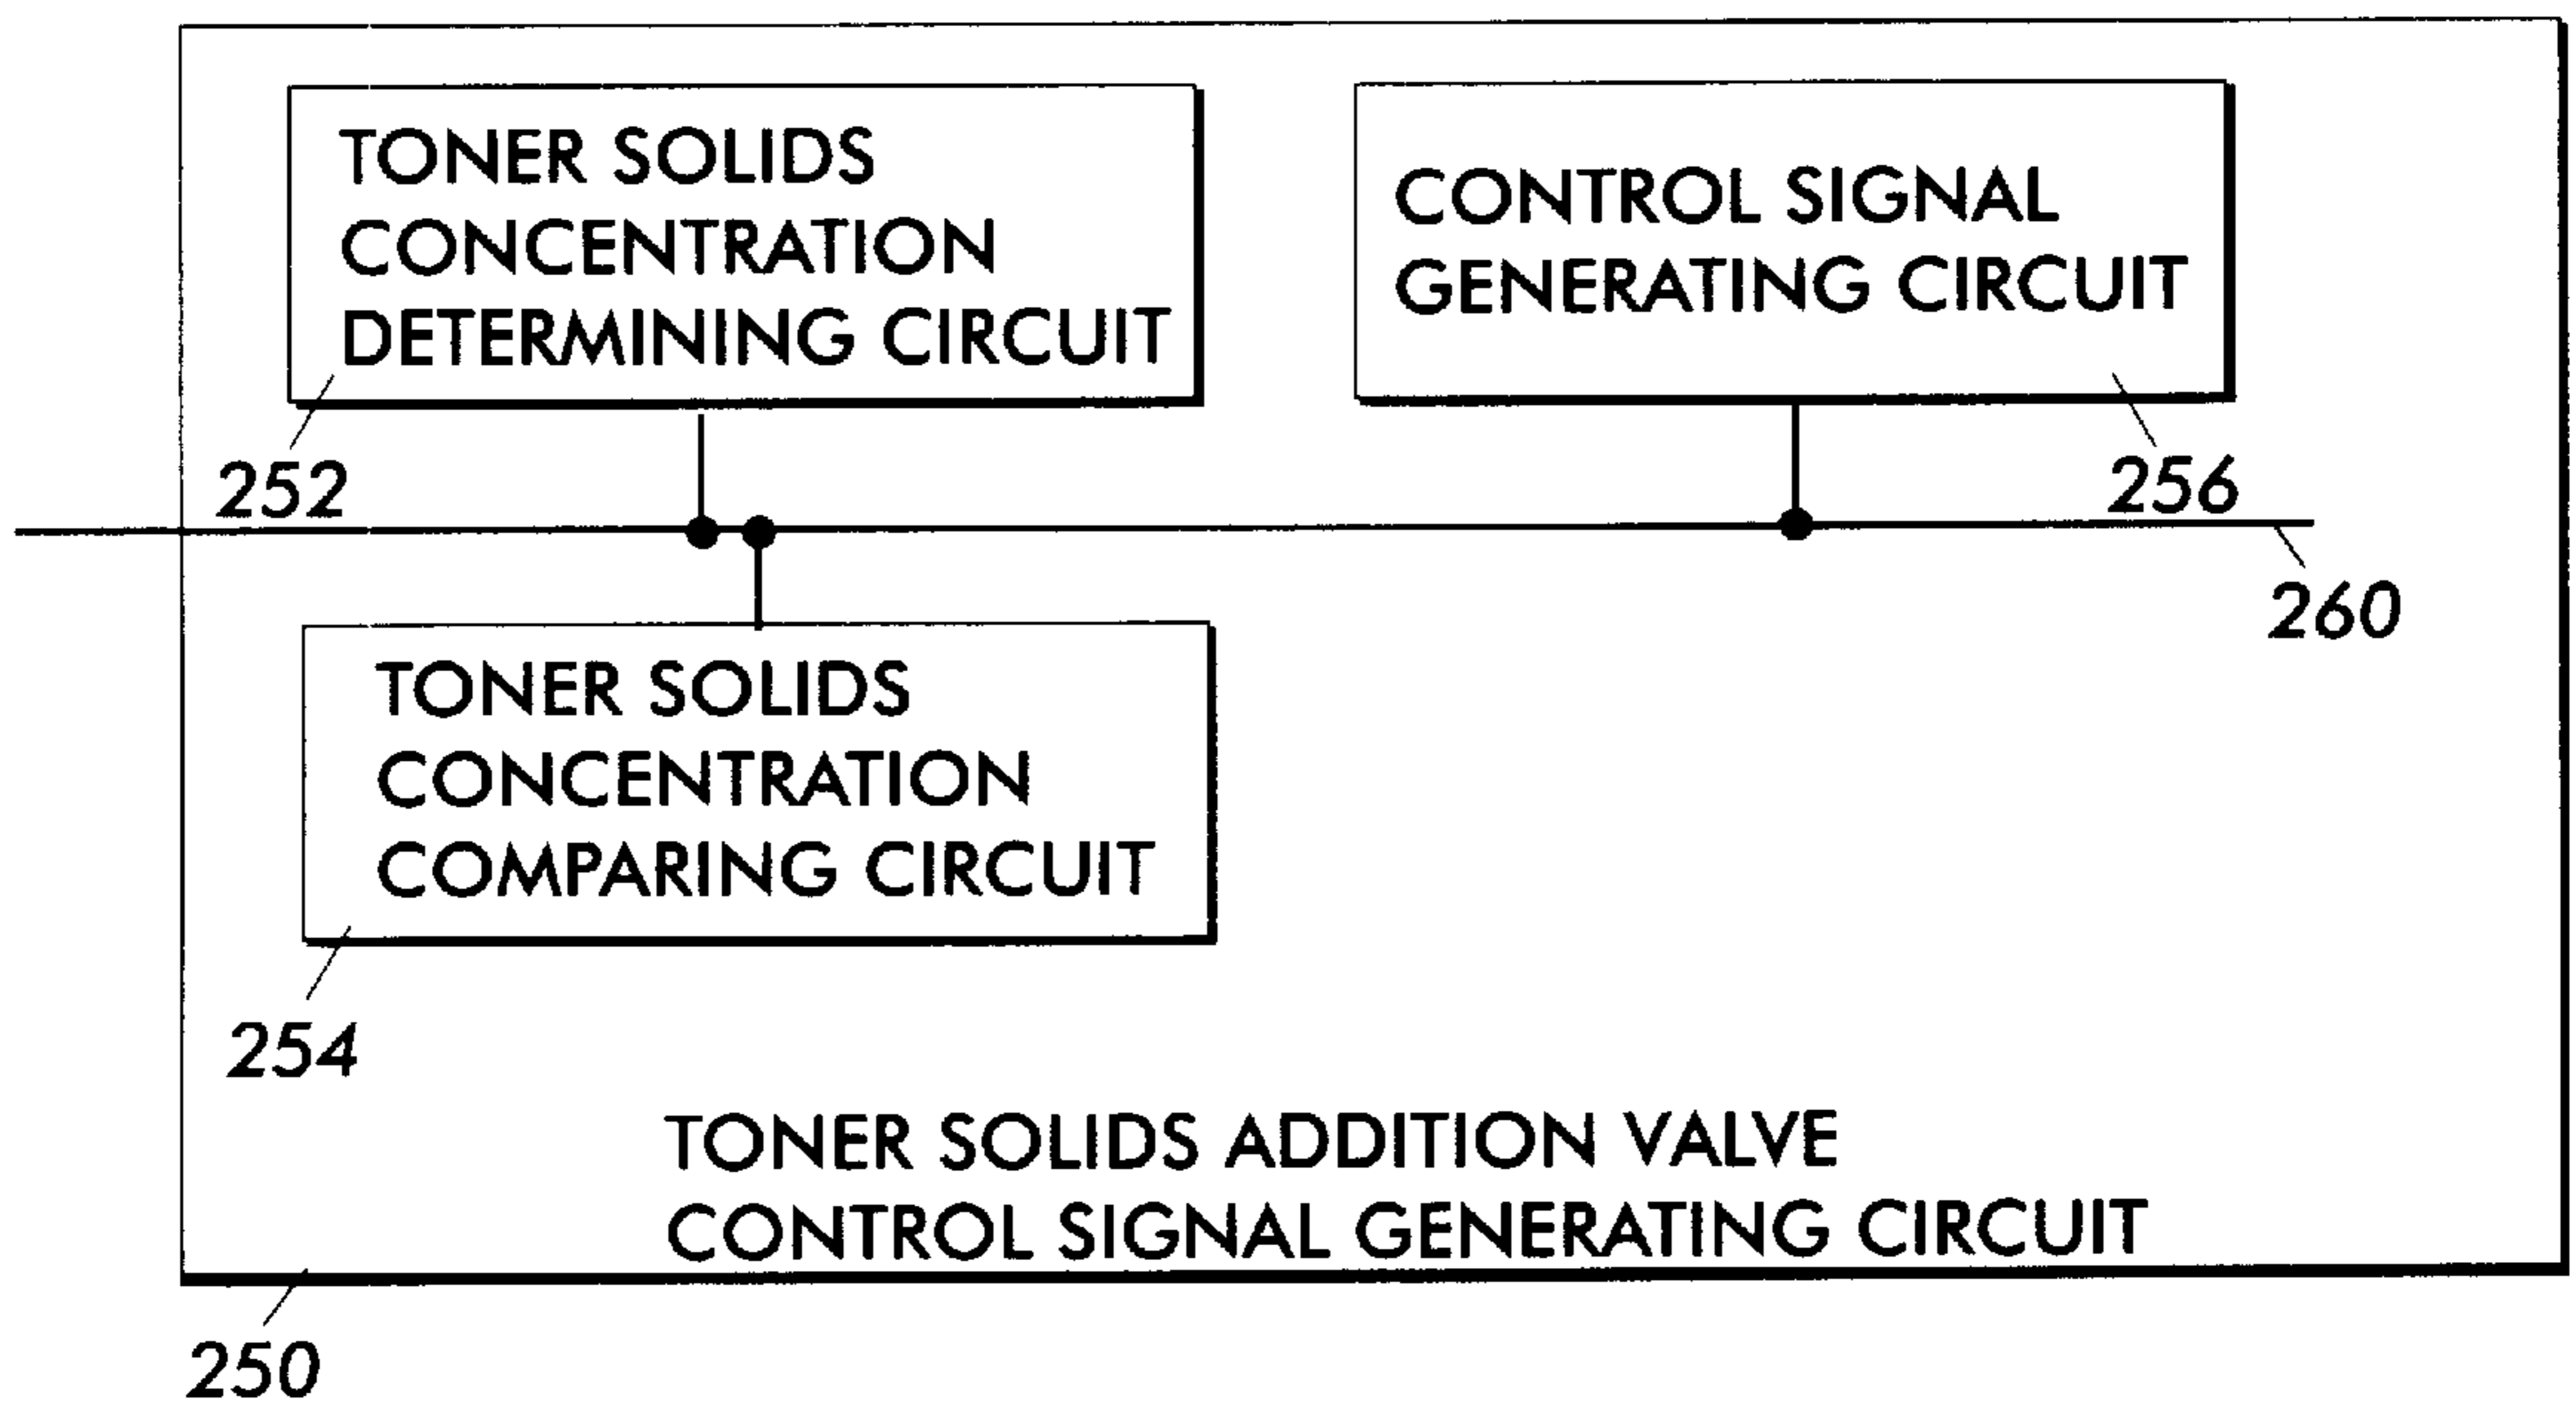 TONER SOLIDS
CONCENTRATION
DETERMINING CIRCUIT
252
CONTROL SIGNAL
GENERATING CIRCUIT
256
260
TONER SOLIDS
CONCENTRATION
COMPARING CIRCUIT
254
TONER SOLIDS ADDITION VALVE
CONTROL SIGNAL GENERATING CIRCUIT
250